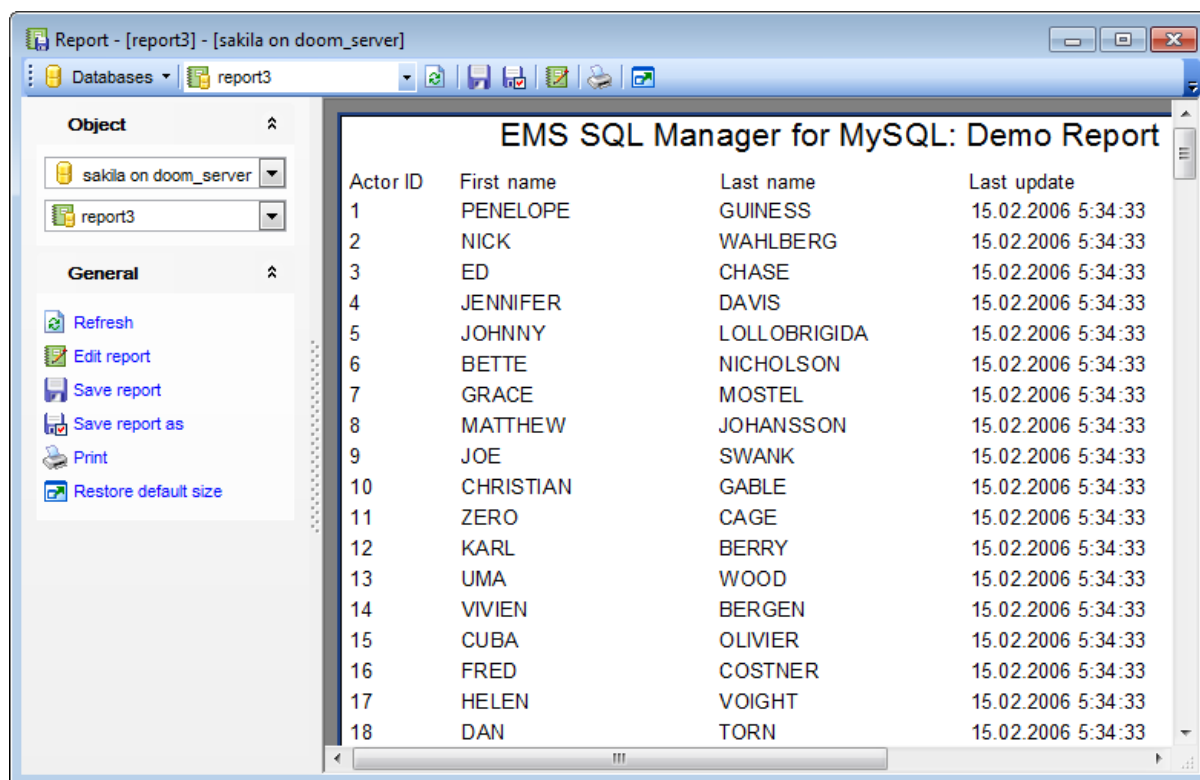 Report - [report3] - [sakila on doom_server]
Databases report3
Object
sakila on doom_server
report3
General
Refresh
Edit report
Save report
Save report as
Print
Restore default size
EMS SQL Manager for MySQL: Demo Report
Actor ID First name Last name Last update
1 PENELOPE GUINESS 15.02.2006 5:34:33
2 NICK WAHLBERG 15.02.2006 5:34:33
3 ED CHASE 15.02.2006 5:34:33
4 JENNIFER DAVIS 15.02.2006 5:34:33
5 JOHNNY LOLLOBRIGIDA 15.02.2006 5:34:33
6 BETTE NICHOLSON 15.02.2006 5:34:33
7 GRACE MOSTEL 15.02.2006 5:34:33
8 MATTHEW JOHANSSON 15.02.2006 5:34:33
9 JOE SWANK 15.02.2006 5:34:33
10 CHRISTIAN GABLE 15.02.2006 5:34:33
11 ZERO CAGE 15.02.2006 5:34:33
12 KARL BERRY 15.02.2006 5:34:33
13 UMA WOOD 15.02.2006 5:34:33
14 VIVIEN BERGEN 15.02.2006 5:34:33
15 CUBA OLIVIER 15.02.2006 5:34:33
16 FRED COSTNER 15.02.2006 5:34:33
17 HELEN VOIGHT 15.02.2006 5:34:33
18 DAN TORN 15.02.2006 5:34:33